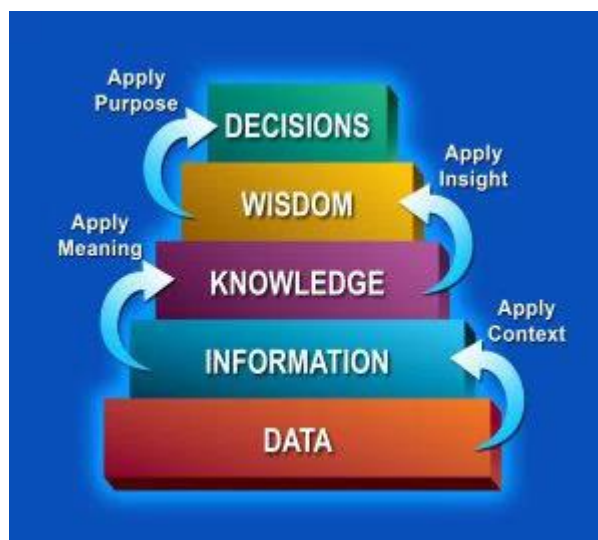 Apply
Purpose
DECISIONS
Apply
Insight
WISDOM
Apply
Meaning
KNOWLEDGE
Apply
Context
INFORMATION
DATA